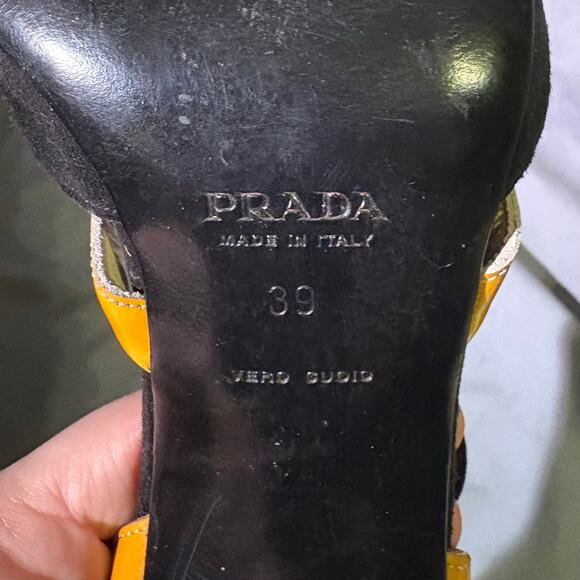 PRADA
MADE IN ITALY
39
VERO CUOIO